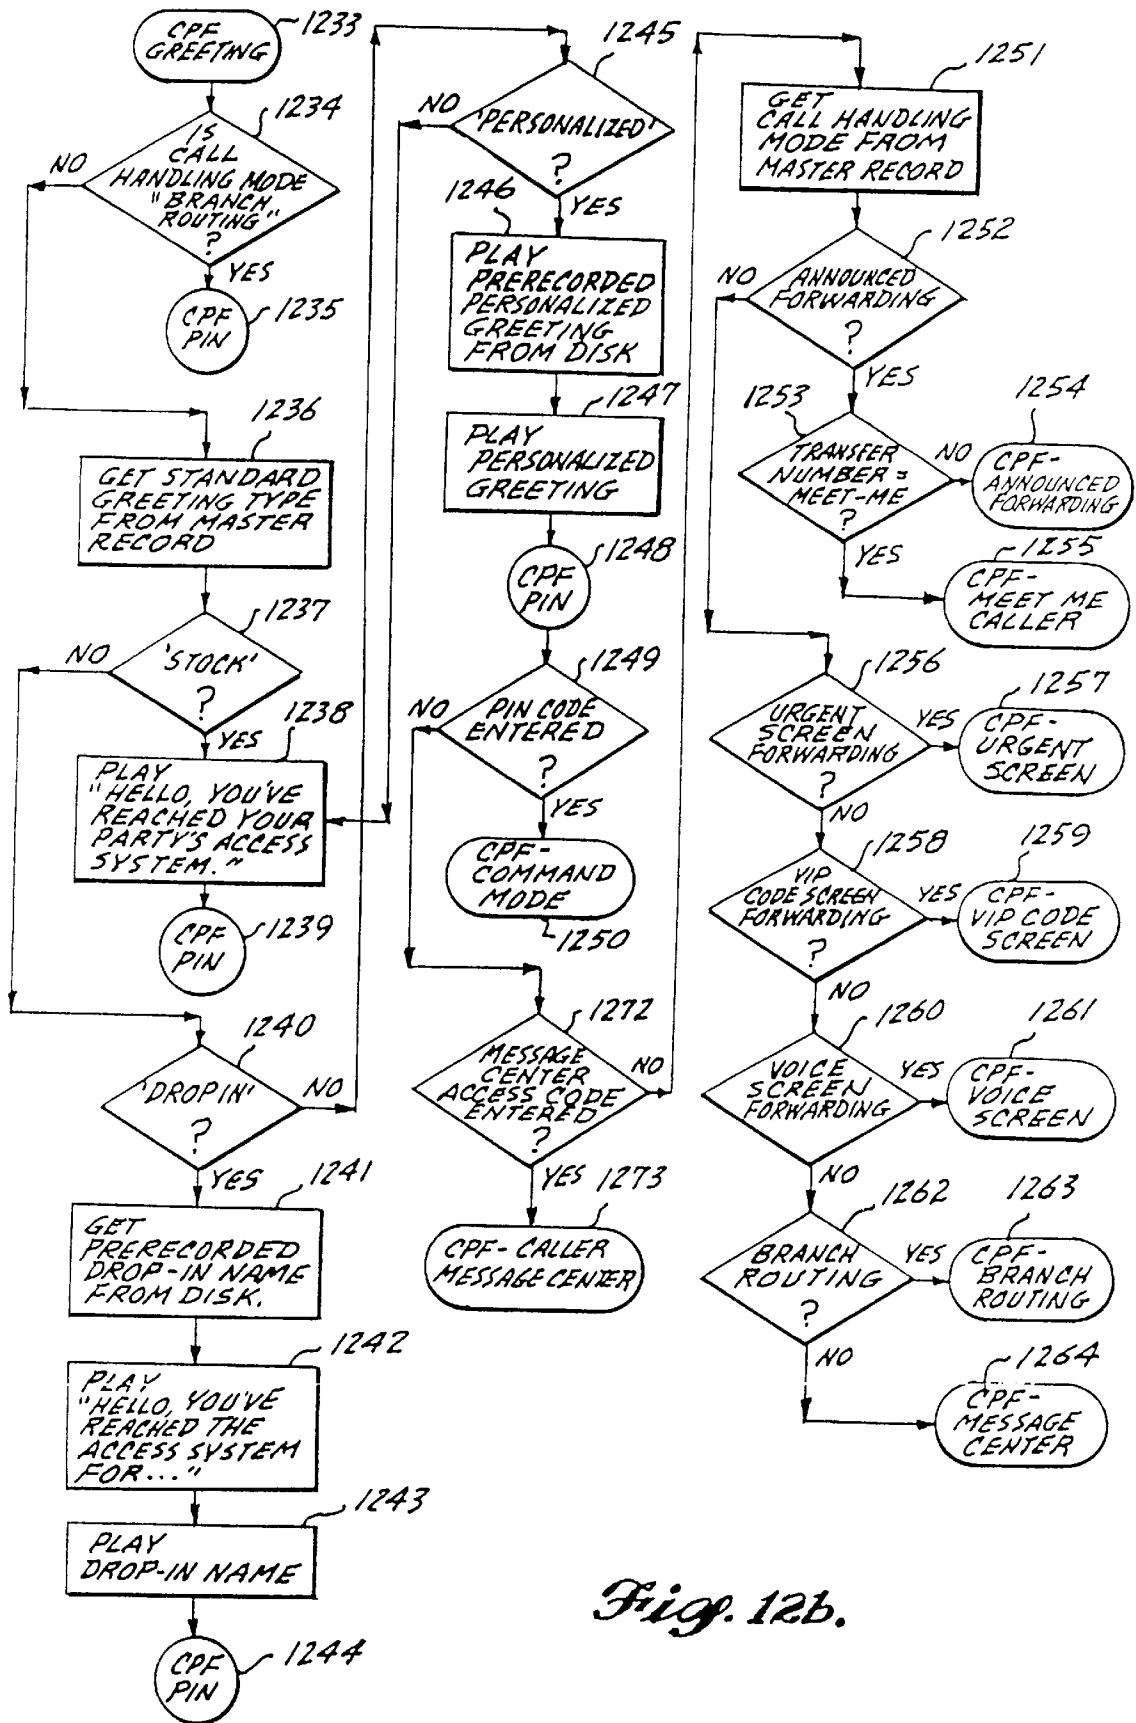 CPF
GREETING
1233
1234
IS
CALL
HANDLING MODE
"BRANCH
ROUTING"
?
NO
YES
CPF
PIN
1235
1236
GET STANDARD
GREETING TYPE
FROM MASTER
RECORD
1237
'STOCK'
?
NO
YES
1238
PLAY
"HELLO, YOU'VE
REACHED YOUR
PARTY'S ACCESS
SYSTEM."
CPF
PIN
1239
1240
'DROPIN'
?
NO
YES
1241
GET
PRERECORDED
DROP-IN NAME
FROM DISK.
1242
PLAY
"HELLO, YOU'VE
REACHED THE
ACCESS SYSTEM
FOR..."
1243
PLAY
DROP-IN NAME
CPF
PIN
1244
1245
'PERSONALIZED'
?
NO
YES
1246
PLAY
PRERECORDED
PERSONALIZED
GREETING
FROM DISK
1247
PLAY
PERSONALIZED
GREETING
1248
CPF
PIN
1249
PIN CODE
ENTERED
?
NO
YES
CPF-
COMMAND
MODE
1250
1272
MESSAGE
CENTER
ACCESS CODE
ENTERED
?
NO
YES
1273
CPF-CALLER
MESSAGE CENTER
1251
GET
CALL HANDLING
MODE FROM
MASTER RECORD
1252
ANNOUNCED
FORWARDING
?
NO
YES
1253
TRANSFER
NUMBER =
MEET-ME
?
NO
YES
1254
CPF-
ANNOUNCED
FORWARDING
1255
CPF-
MEET ME
CALLER
1256
URGENT
SCREEN
FORWARDING
?
YES
NO
1257
CPF-
URGENT
SCREEN
1258
VIP
CODE SCREEN
FORWARDING
?
YES
NO
1259
CPF-
VIP CODE
SCREEN
1260
VOICE
SCREEN
FORWARDING
?
YES
NO
1261
CPF-
VOICE
SCREEN
1262
BRANCH
ROUTING
?
YES
NO
1263
CPF-
BRANCH
ROUTING
1264
CPF-
MESSAGE
CENTER
Fig. 12b.